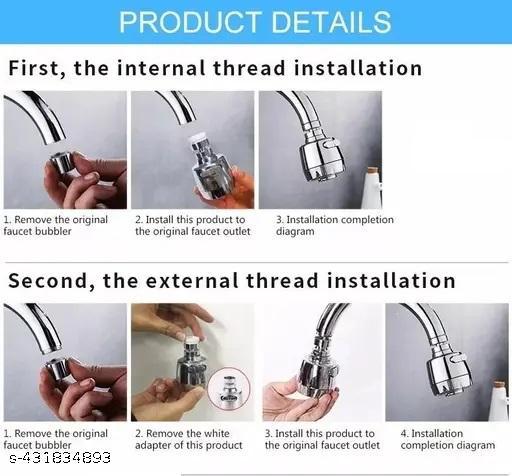 PRODUCT DETAILS
First, the internal thread installation
1. Remove the original
faucet bubbler
2. Install this product to
the original faucet outlet
3. Installation completion
diagram
Second, the external thread installation
1. Remove the original
faucet bubbler
2. Remove the white
adapter of this product
3. Install this product to
the original faucet outlet
4. Installation
completion diagram
s-431834893